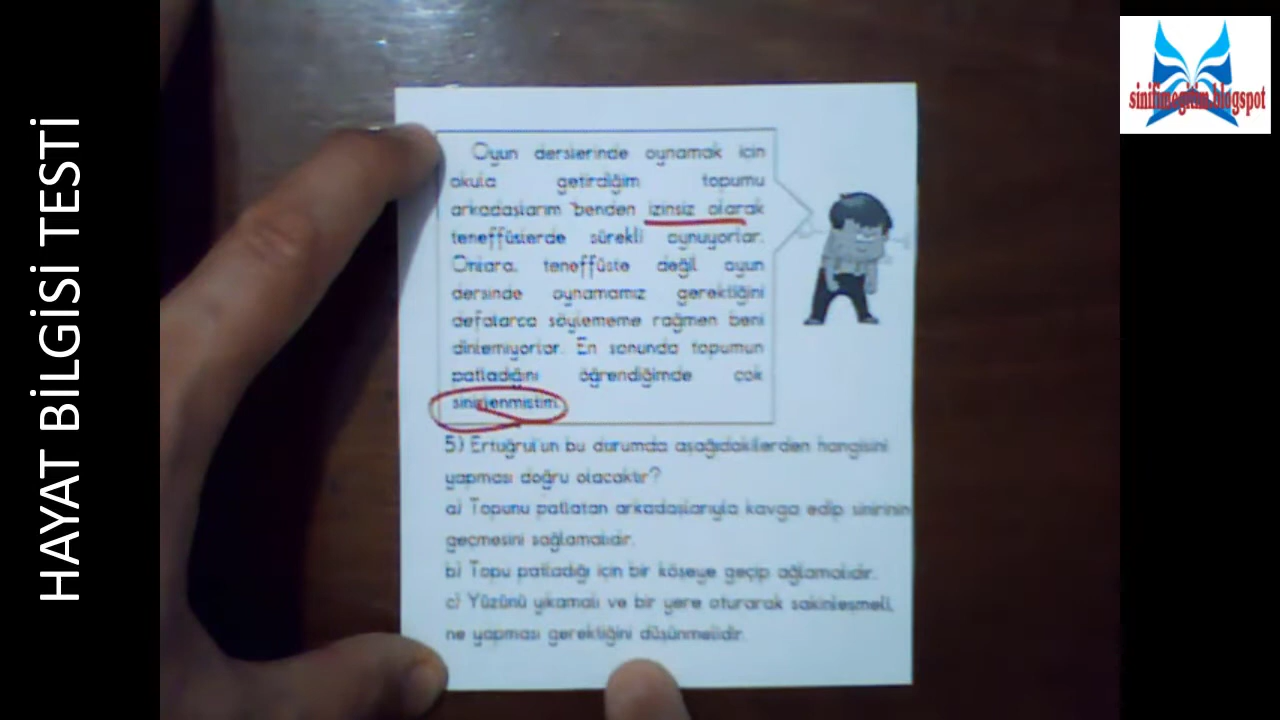 HAYAT BİLGİSİ TESTİ
sinifimegitim.blogspot
Oyun derslerinde oynamak için
okula getirdiğim topumu
arkadaşlarım benden izinsiz olarak
teneffüslerde sürekli oynuyorlar.
Onlara, teneffüste değil oyun
dersinde oynamamız gerektiğini
defalarca söylememe rağmen beni
dinlemiyorlar. En sonunda topumun
patladığını öğrendiğimde çok
sinirlenmiştim.
5) Ertuğrul'un bu durumda aşağıdakilerden hangisini
yapması doğru olacaktır?
a) Topunu patlatan arkadaşlarıyla kavga edip sinirinin
geçmesini sağlamalıdır.
b) Topu patladığı için bir köşeye geçip ağlamalıdır.
c) Yüzünü yıkamalı ve bir yere oturarak sakinleşmeli,
ne yapması gerektiğini düşünmelidir.